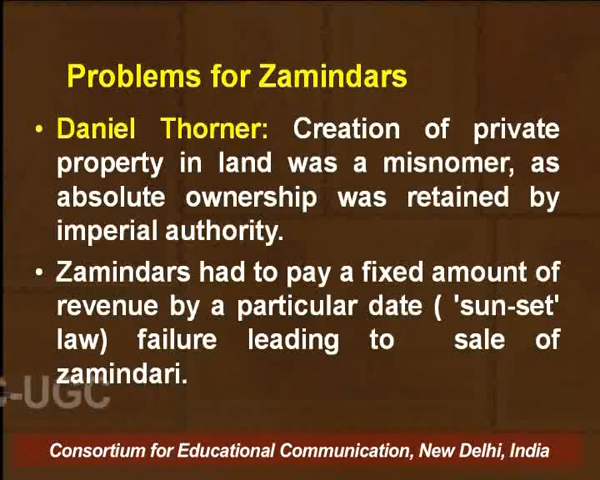 Problems for Zamindars
• Daniel Thorner: Creation of private
property in land was a misnomer, as
absolute ownership was retained by
imperial authority.
• Zamindars had to pay a fixed amount of
revenue by a particular date ( 'sun-set'
law) failure leading to sale of
zamindari.
-UGC
Consortium for Educational Communication, New Delhi, India